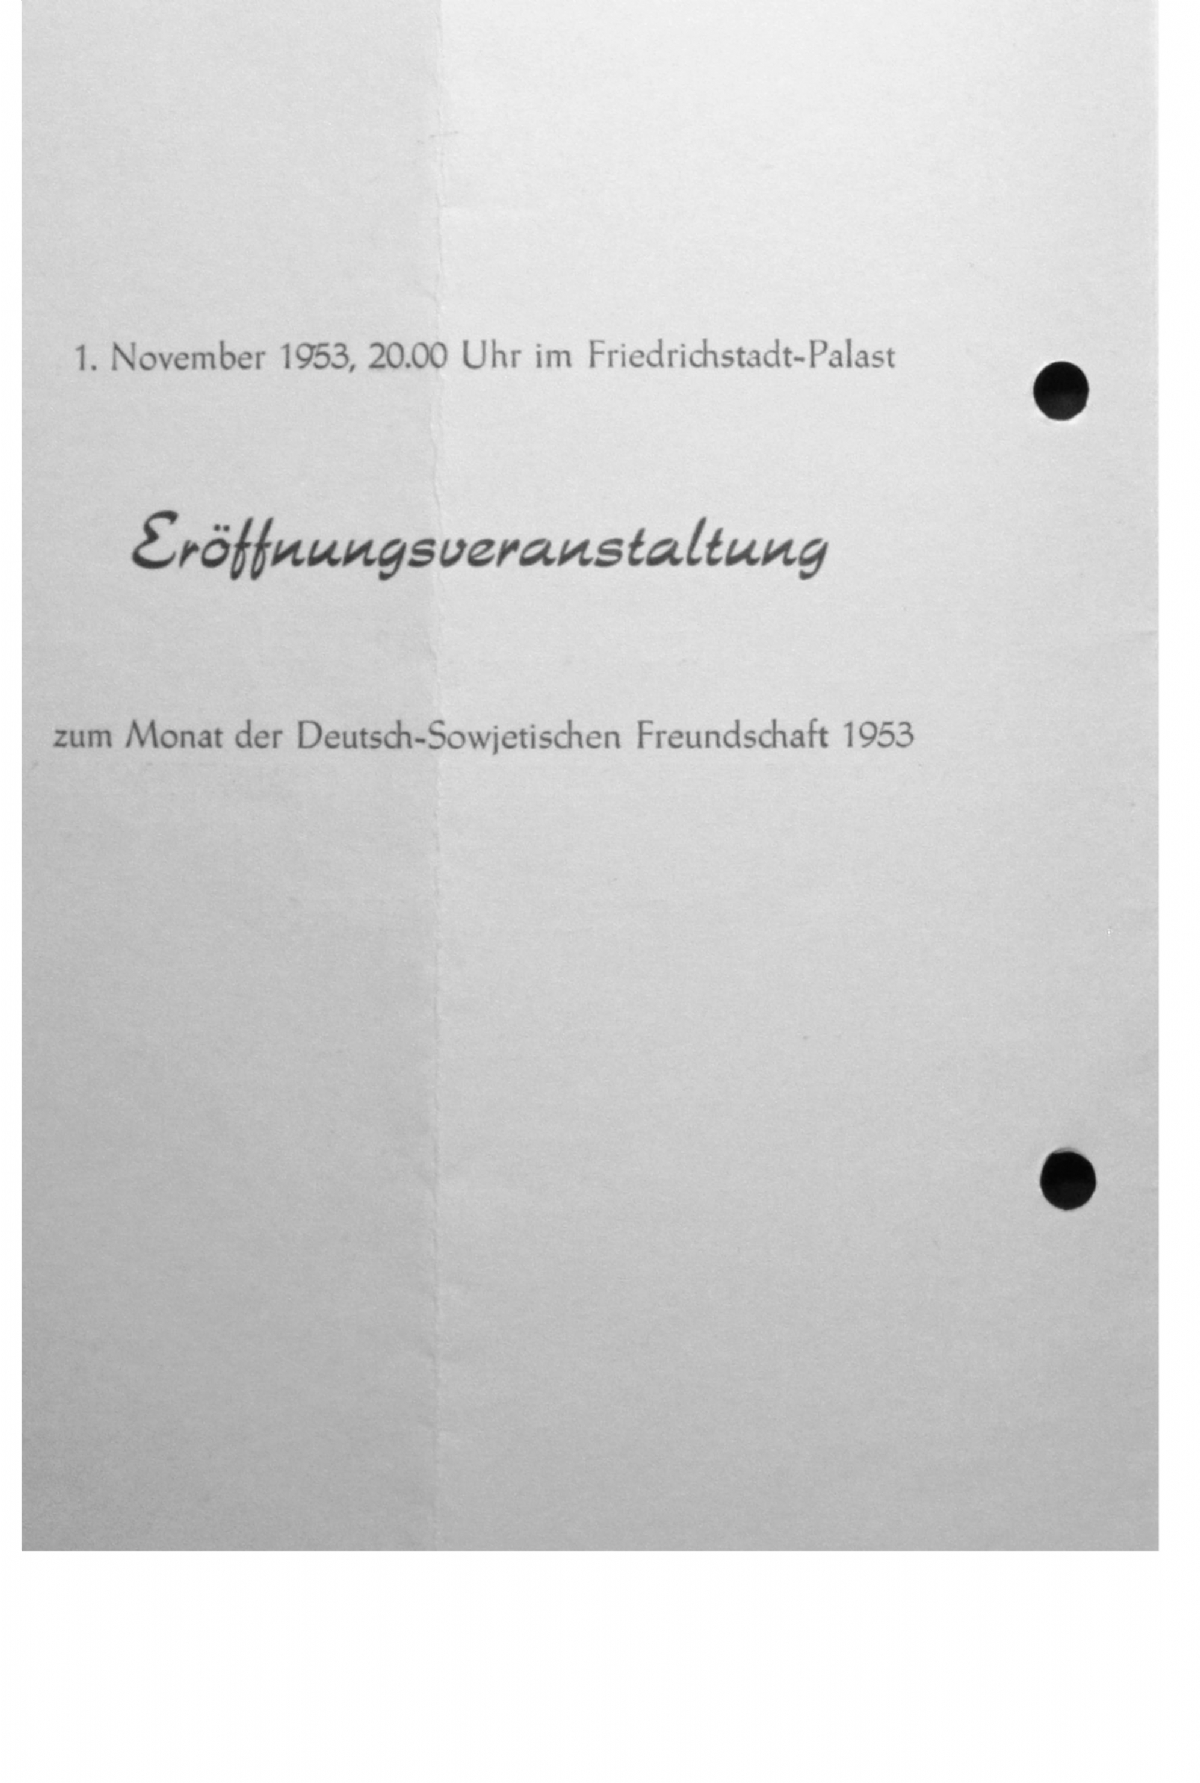 1. November 1953, 20.00 Uhr im Friedrichstadt-Palast
Eröffnungsveranstaltung
zum Monat der Deutsch-Sowjetischen Freundschaft 1953